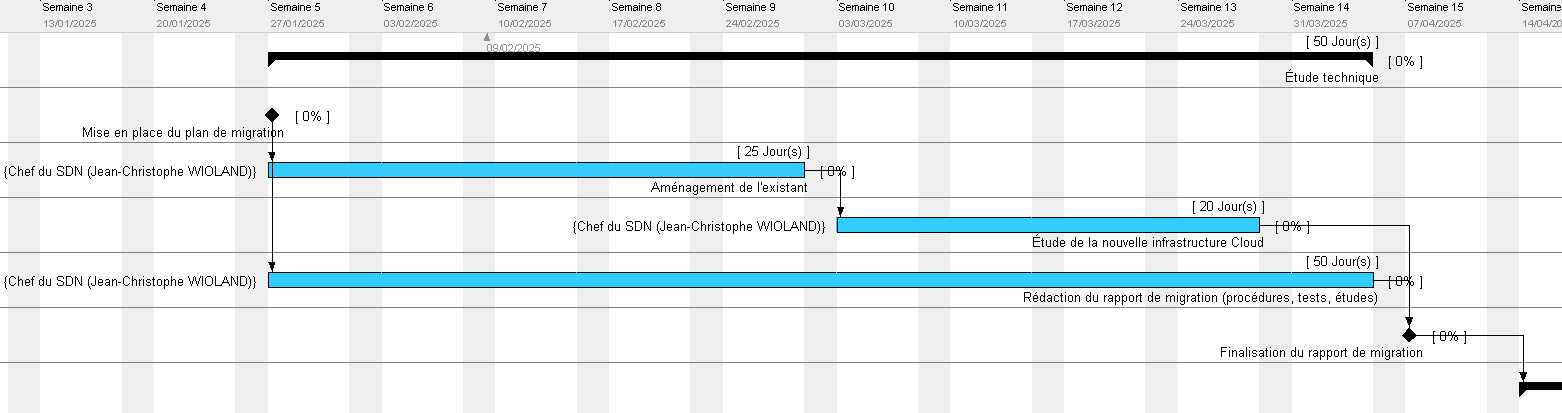 Semaine 3 Semaine 4 Semaine 5 Semaine 6 Semaine 7 Semaine 8 Semaine 9 Semaine 10 Semaine 11 Semaine 12 Semaine 13 Semaine 14 Semaine 15 Semaine
13/01/2025 20/01/2025 27/01/2025 03/02/2025 10/02/2025 17/02/2025 24/02/2025 03/03/2025 10/03/2025 17/03/2025 24/03/2025 31/03/2025 07/04/2025 14/04/20
09/02/2025
[ 50 Jour(s) ]
[ 0% ]
Étude technique
[ 0% ]
Mise en place du plan de migration
[ 25 Jour(s) ]
{Chef du SDN (Jean-Christophe WIOLAND)} [ 0% ]
Aménagement de l'existant
[ 20 Jour(s) ]
{Chef du SDN (Jean-Christophe WIOLAND)} [ 0% ]
Étude de la nouvelle infrastructure Cloud
[ 50 Jour(s) ]
{Chef du SDN (Jean-Christophe WIOLAND)} [ 0% ]
Rédaction du rapport de migration (procédures, tests, études)
[ 0% ]
Finalisation du rapport de migration